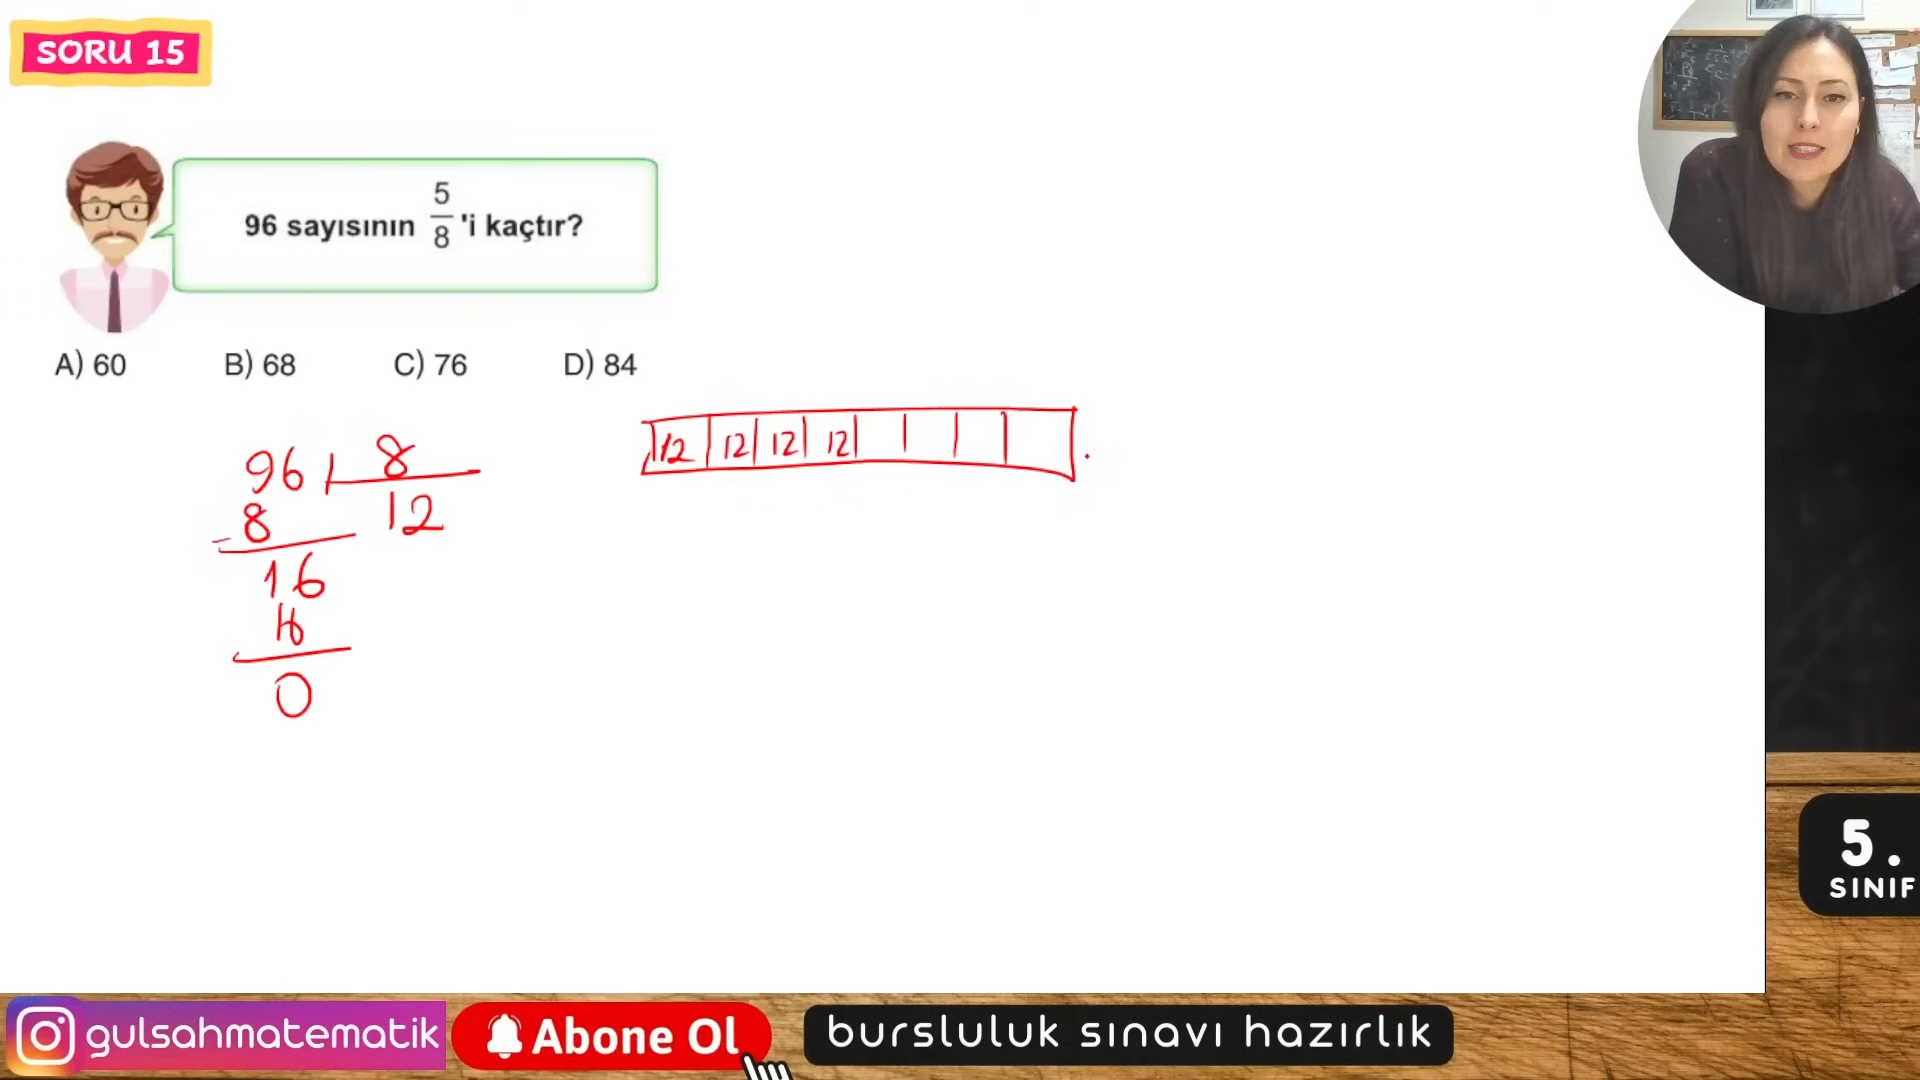 SORU 15
96 sayısının 5/8 'i kaçtır?
A) 60 B) 68 C) 76 D) 84
12 12 12 12
96 8
8 12
16
16
0
5.
SINIF
gulsahmatematik
Abone Ol
bursluluk sınavı hazırlık